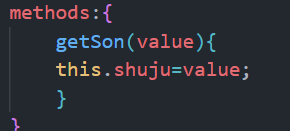 methods:{
getSon(value){
this.shuju=value;
}
}